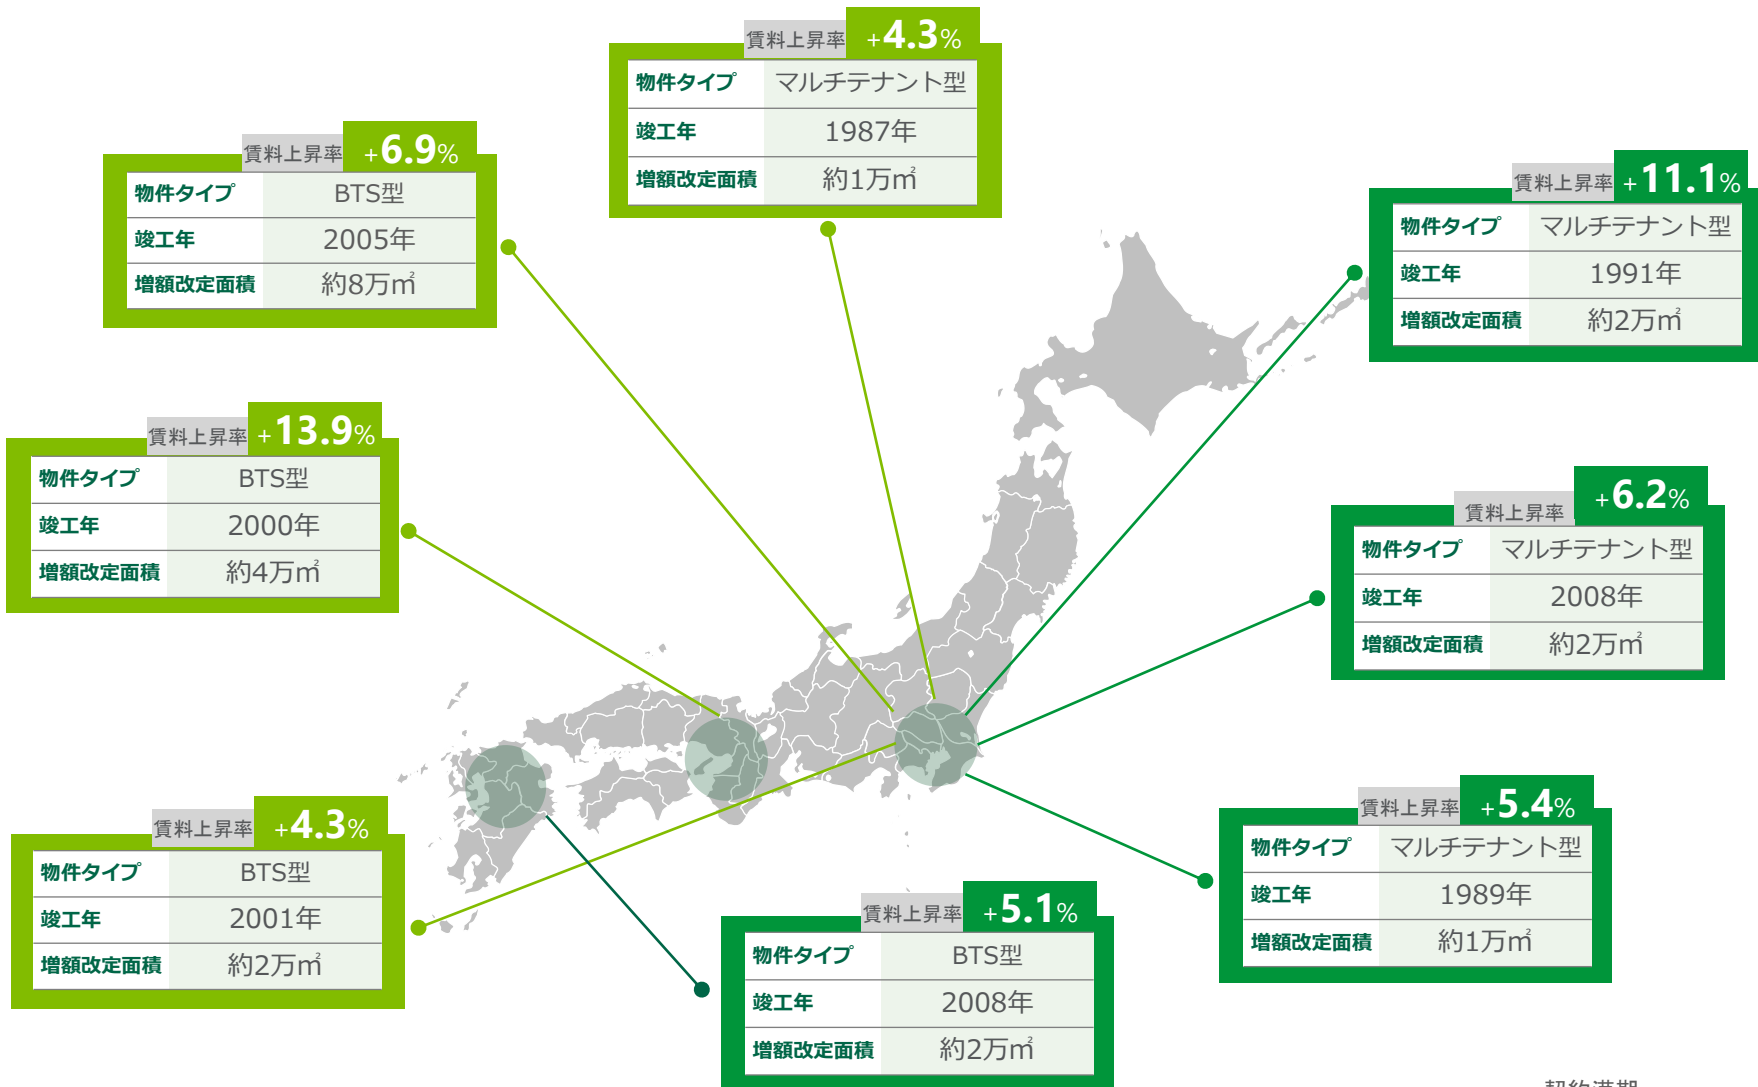 賃料上昇率 +4.3%
物件タイプ マルチテナント型
竣工年 1987年
増額改定面積 約1万㎡
賃料上昇率 +6.9%
物件タイプ BTS型
竣工年 2005年
増額改定面積 約8万㎡
賃料上昇率 +11.1%
物件タイプ マルチテナント型
竣工年 1991年
増額改定面積 約2万㎡
賃料上昇率 +13.9%
物件タイプ BTS型
竣工年 2000年
増額改定面積 約4万㎡
賃料上昇率 +6.2%
物件タイプ マルチテナント型
竣工年 2008年
増額改定面積 約2万㎡
賃料上昇率 +4.3%
物件タイプ BTS型
竣工年 2001年
増額改定面積 約2万㎡
賃料上昇率 +5.4%
物件タイプ マルチテナント型
竣工年 1989年
増額改定面積 約1万㎡
賃料上昇率 +5.1%
物件タイプ BTS型
竣工年 2008年
増額改定面積 約2万㎡
契約満期